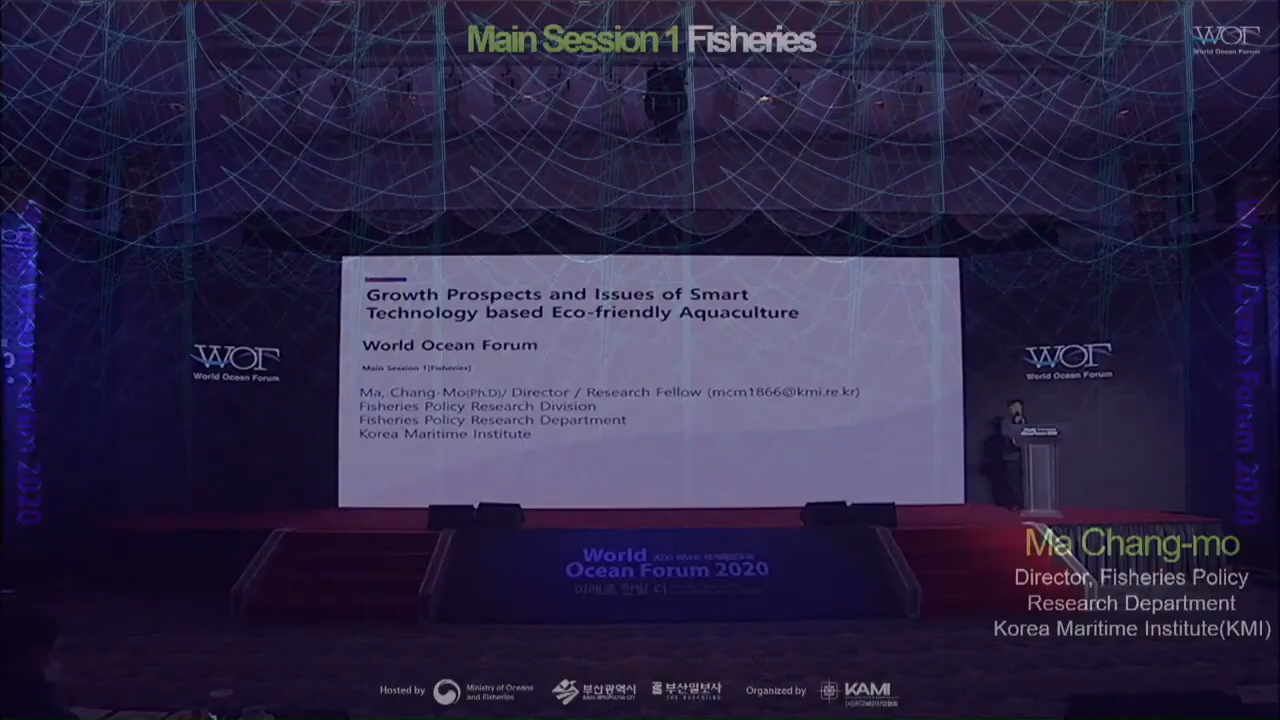 Main Session 1 Fisheries
WOF
World Ocean Forum
Growth Prospects and Issues of Smart
Technology based Eco-friendly Aquaculture
World Ocean Forum
Main Session 1(Fisheries)
Ma, Chang-Mo(Ph.D)/ Director / Research Fellow (mcm1866@kmi.re.kr)
Fisheries Policy Research Division
Fisheries Policy Research Department
Korea Maritime Institute
WOF
World Ocean Forum
WOF
World Ocean Forum
World Ocean Forum 2020
World
Ocean Forum 2020
Ma Chang-mo
Director, Fisheries Policy
Research Department
Korea Maritime Institute(KMI)
Hosted by
Ministry of Oceans
and Fisheries
부산광역시
부산일보사
Organized by
KAMI